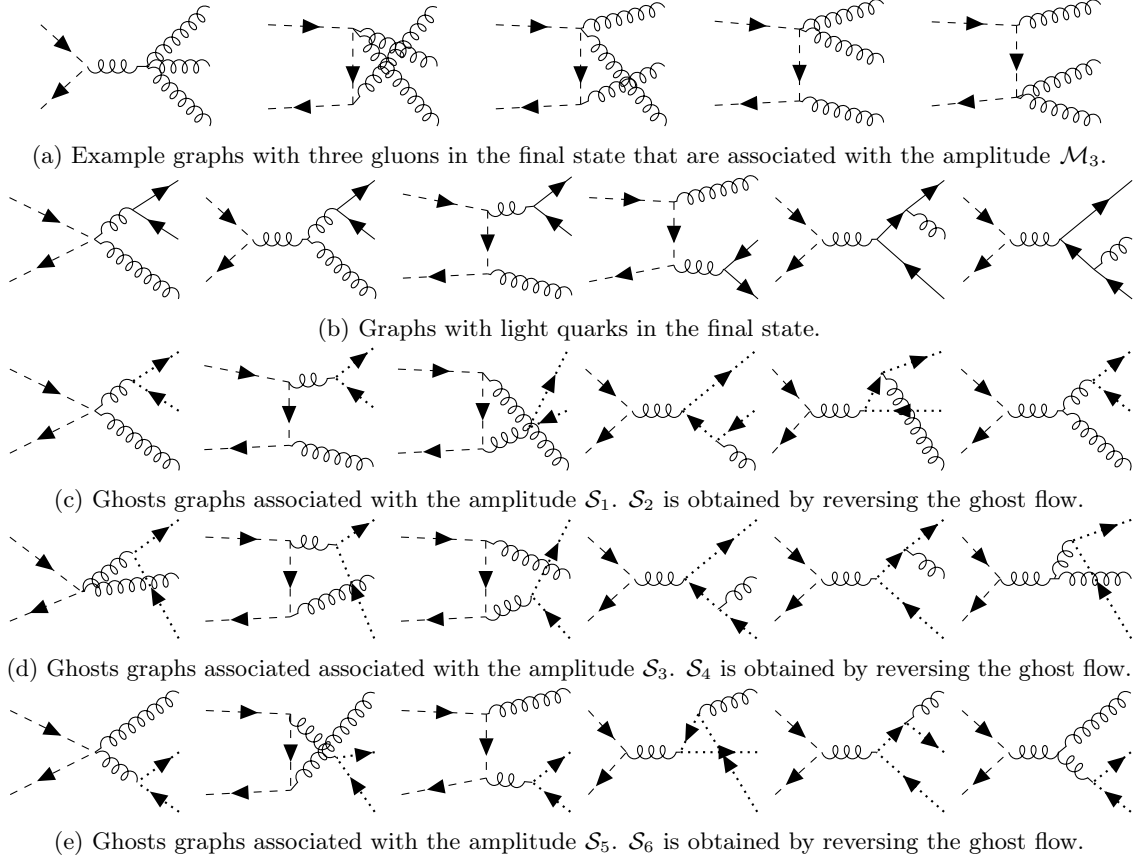 (a) Example graphs with three gluons in the final state that are associated with the amplitude ℳ₃.
(b) Graphs with light quarks in the final state.
(c) Ghosts graphs associated with the amplitude 𝒮₁. 𝒮₂ is obtained by reversing the ghost flow.
(d) Ghosts graphs associated associated with the amplitude 𝒮₃. 𝒮₄ is obtained by reversing the ghost flow.
(e) Ghosts graphs associated with the amplitude 𝒮₅. 𝒮₆ is obtained by reversing the ghost flow.